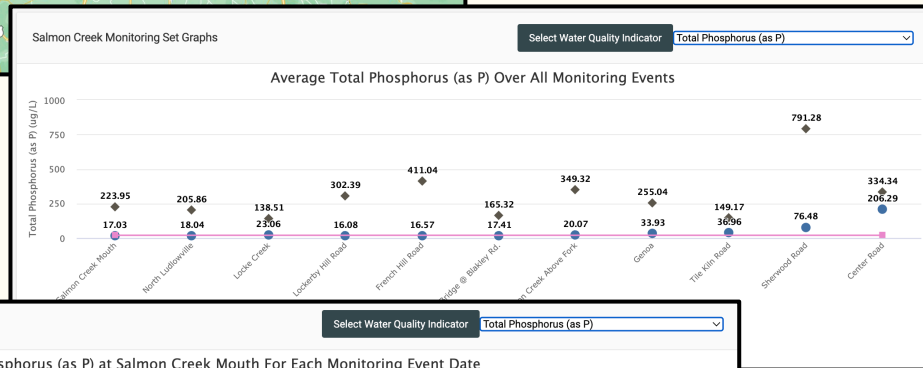 Salmon Creek Monitoring Set Graphs
Select Water Quality Indicator Total Phosphorus (as P)
Average Total Phosphorus (as P) Over All Monitoring Events
Total Phosphorus (as P) (ug/L)
1000
750
500
250
0
223.95 205.86 138.51 302.39 411.04 165.32 349.32 255.04 149.17 791.28 334.34
17.03 18.04 23.06 16.08 16.57 17.41 20.07 33.93 36.96 76.48 206.29
Salmon Creek Mouth
North Ludlowville
Locke Creek
Lockerby Hill Road
French Hill Road
Bridge @ Blakley Rd.
Creek Above Fork
Genoa
Tile Kiln Road
Sherwood Road
Center Road
Select Water Quality Indicator Total Phosphorus (as P)
(as P) at Salmon Creek Mouth For Each Monitoring Event Date